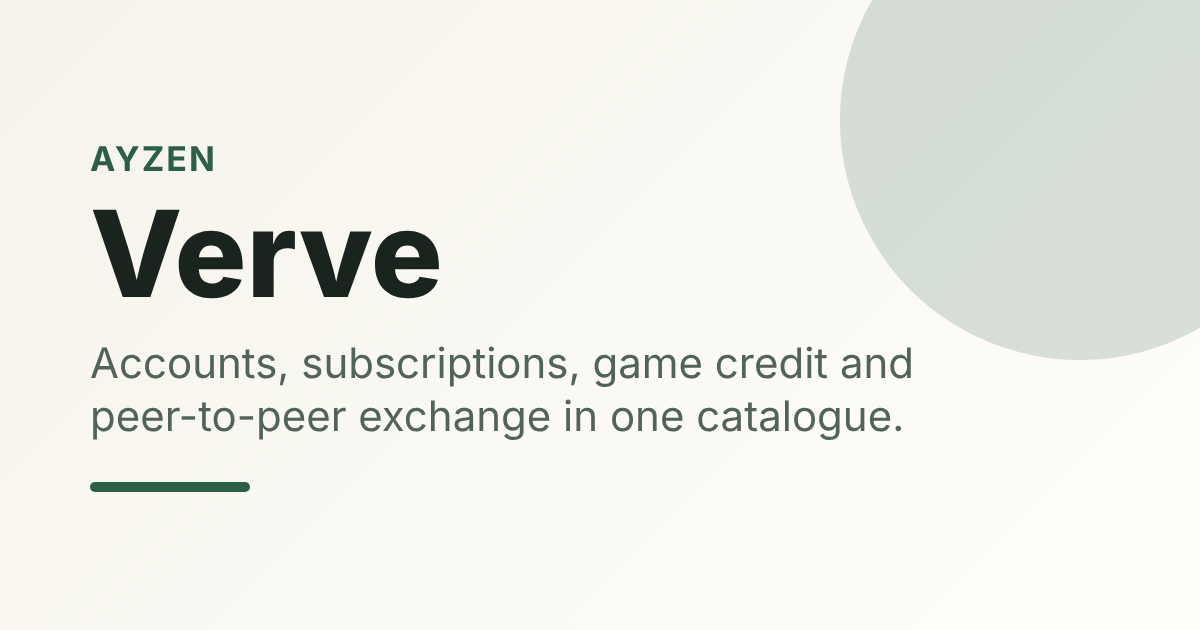 AYZEN
Verve
Accounts, subscriptions, game credit and
peer-to-peer exchange in one catalogue.